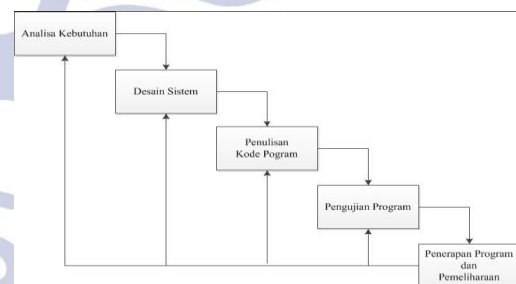 Analisa Kebutuhan
Desain Sistem
Penulisan
Kode Pogram
Pengujian Program
Penerapan Program
dan
Pemeliharaan